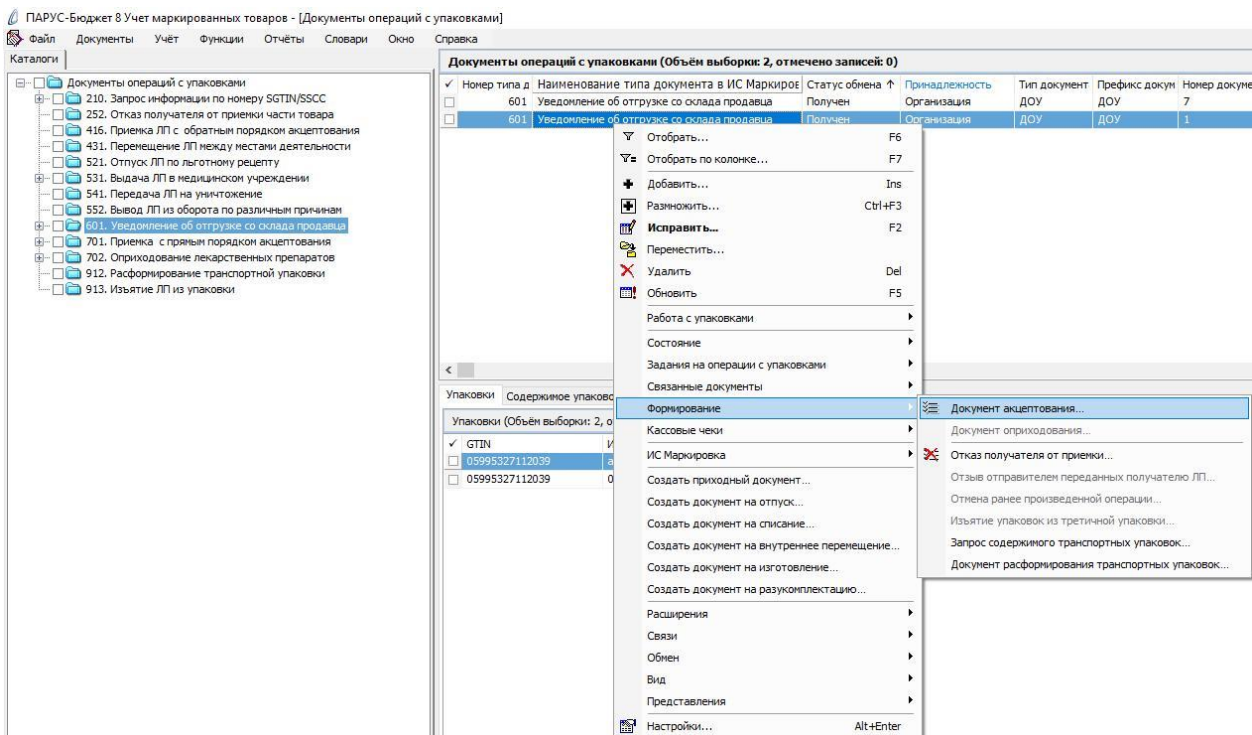 ПАРУС-Бюджет 8 Учет маркированных товаров - [Документы операций с упаковками]
Файл Документы Учёт Функции Отчёты Словари Окно Справка
Каталоги
Документы операций с упаковками
210. Запрос информации по номеру SGTIN/SSCC
252. Отказ получателя от приемки части товара
416. Приемка ЛП с обратным порядком акцептования
431. Перемещение ЛП между местами деятельности
521. Отпуск ЛП по льготному рецепту
531. Выдача ЛП в медицинском учреждении
541. Передача ЛП на уничтожение
552. Вывод ЛП из оборота по различным причинам
601. Уведомление об отгрузке со склада продавца
701. Приемка с прямым порядком акцептования
702. Оприходование лекарственных препаратов
912. Расформирование транспортной упаковки
913. Изъятие ЛП из упаковки
Документы операций с упаковками (Объём выборки: 2, отмечено записей: 0)
Номер типа д Наименование типа документа в ИС Маркиров Статус обмена Принадлежность Тип документ Префикс докум Номер докуме
601 Уведомление об отгрузке со склада продавца Получен Организация ДОУ ДОУ 7
601 Уведомление об отгрузке со склада продавца Получен Организация ДОУ ДОУ 1
Отобрать... F6
Отобрать по колонке... F7
Добавить... Ins
Размножить... Ctrl+F3
Исправить... F2
Переместить...
Удалить Del
Обновить F5
Работа с упаковками
Состояние
Задания на операции с упаковками
Связанные документы
Формирование
Кассовые чеки
ИС Маркировка
Создать приходный документ...
Создать документ на отпуск...
Создать документ на списание...
Создать документ на внутреннее перемещение...
Создать документ на изготовление...
Создать документ на разукомплектацию...
Расширения
Связи
Обмен
Вид
Представления
Настройки... Alt+Enter
Документ акцептования...
Документ оприходования...
Отказ получателя от приемки...
Отзыв отправителем переданных получателю ЛП...
Отмена ранее произведенной операции...
Изъятие упаковок из третичной упаковки...
Запрос содержимого транспортных упаковок...
Документ расформирования транспортных упаковок...
Упаковки Содержимое упаково
Упаковки (Объём выборки: 2, о
GTIN И
05995327112039 a
05995327112039 0